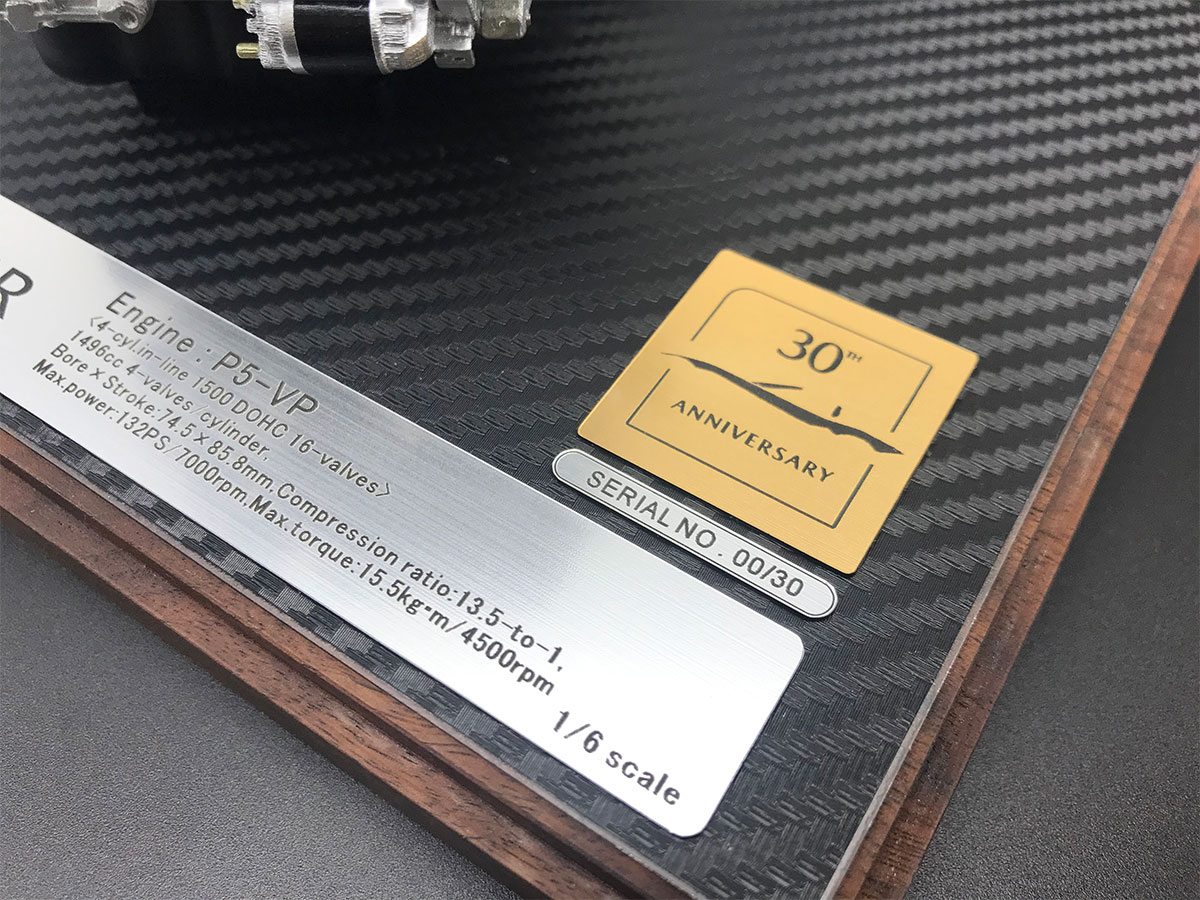 R
Engine : P5-VP
<4-cyl.in-line 1500 DOHC 16-valves>
1496cc 4-valves/cylinder,
Bore × Stroke:74.5 × 85.8mm,Compression ratio:13.5-to-1,
Max.power:132PS/7000rpm,Max.torque:15.5kg･m/4500rpm
1/6 scale
30TH
ANNIVERSARY
SERIAL NO. 00/30